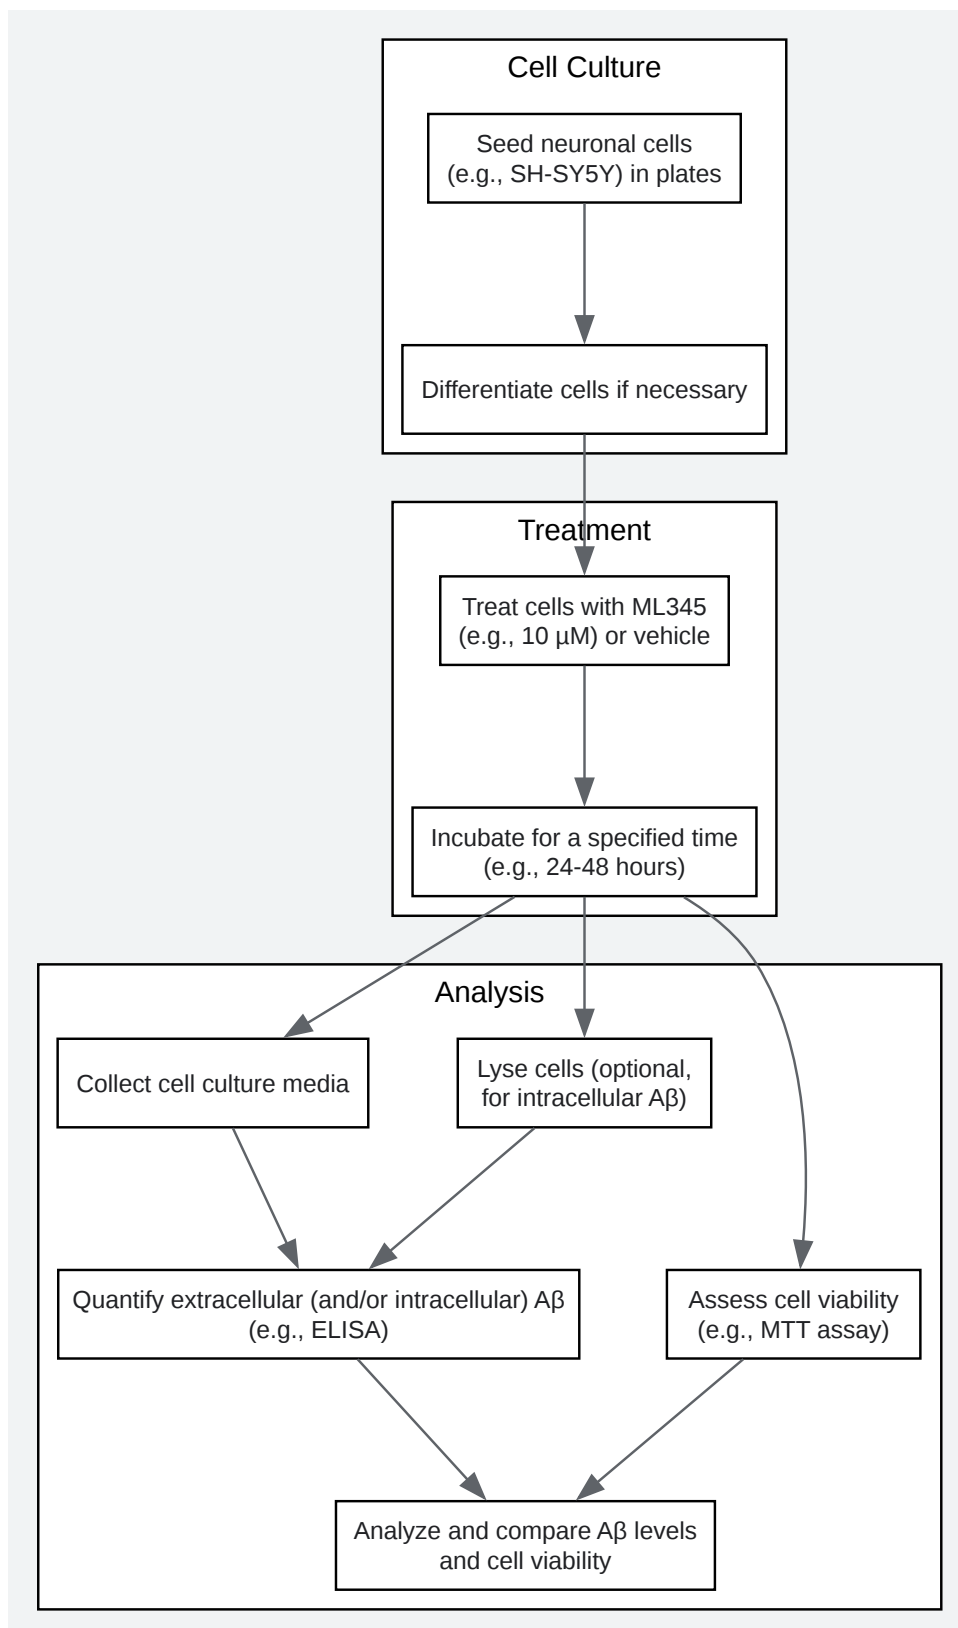 Cell Culture
Seed neuronal cells
(e.g., SH-SY5Y) in plates
Differentiate cells if necessary
Treatment
Treat cells with ML345
(e.g., 10 µM) or vehicle
Incubate for a specified time
(e.g., 24-48 hours)
Analysis
Collect cell culture media
Lyse cells (optional,
for intracellular Aβ)
Quantify extracellular (and/or intracellular) Aβ
(e.g., ELISA)
Assess cell viability
(e.g., MTT assay)
Analyze and compare Aβ levels
and cell viability